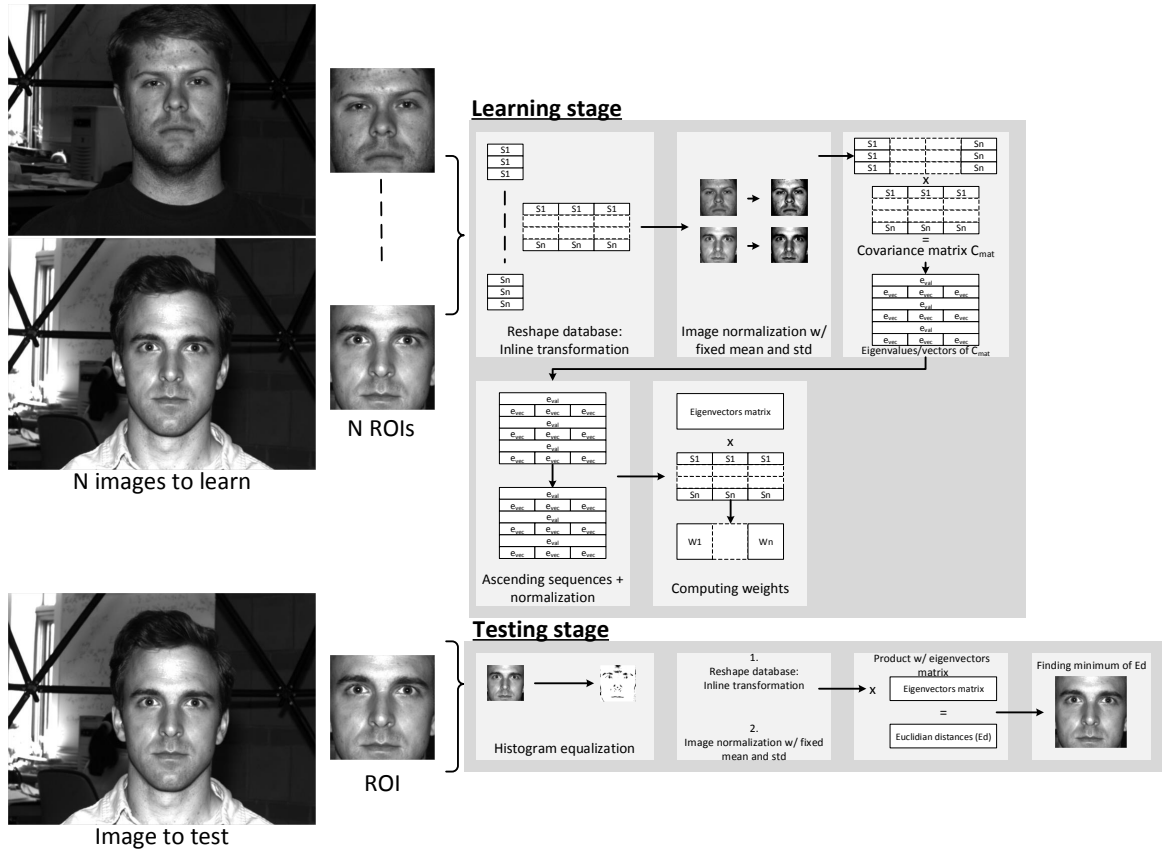 Learning stage
S1
S1
S1
S1 S1 S1
Sn Sn Sn
Sn
Sn
Sn
Reshape database:
Inline transformation
Image normalization w/
fixed mean and std
S1 Sn
S1 Sn
S1 Sn
x
S1 S1 S1
Sn Sn Sn
=
Covariance matrix Cmat
eval
evec evec evec
eval
evec evec evec
eval
evec evec evec
Eigenvalues/vectors of Cmat
N ROIs
N images to learn
eval
evec evec evec
eval
evec evec evec
eval
evec evec evec
eval
evec evec evec
eval
evec evec evec
eval
evec evec evec
Ascending sequences +
normalization
Eigenvectors matrix
x
S1 S1 S1
Sn Sn Sn
W1 Wn
Computing weights
Testing stage
Histogram equalization
1.
Reshape database:
Inline transformation
2.
Image normalization w/ fixed
mean and std
Product w/ eigenvectors
matrix
x
Eigenvectors matrix
=
Euclidian distances (Ed)
Finding minimum of Ed
ROI
Image to test